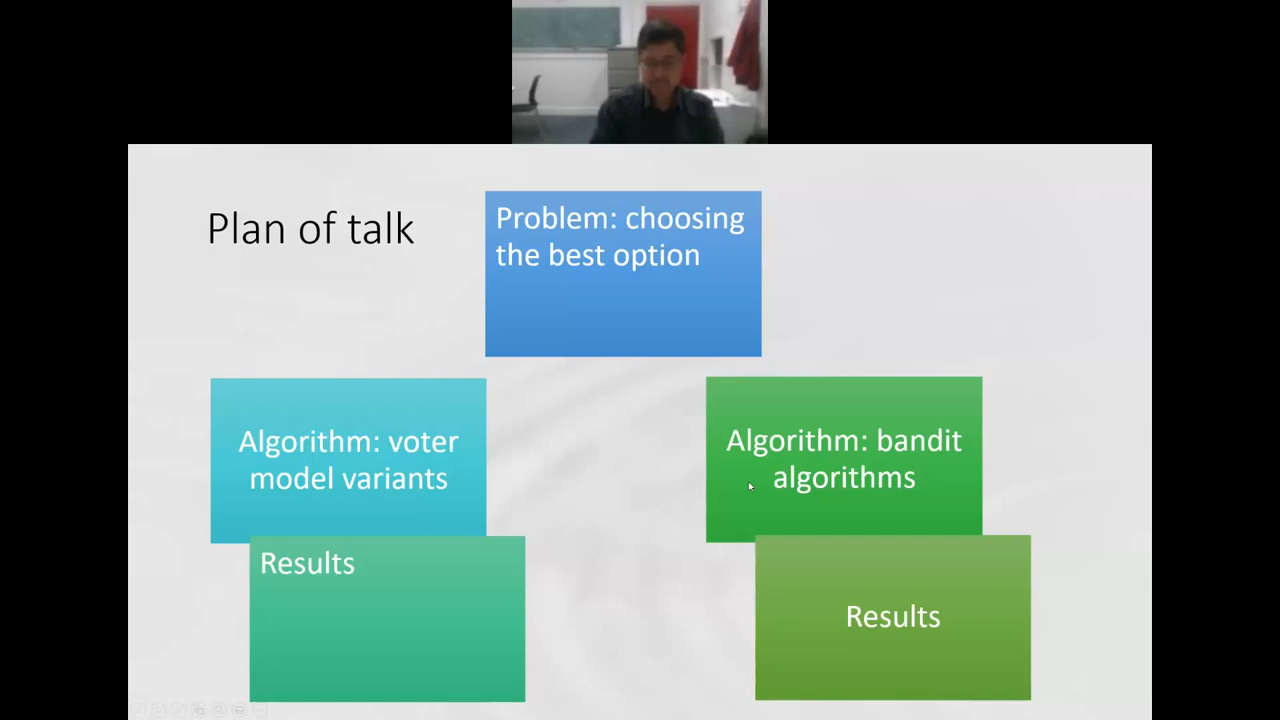 Plan of talk
Problem: choosing
the best option
Algorithm: voter
model variants
Algorithm: bandit
algorithms
Results
Results